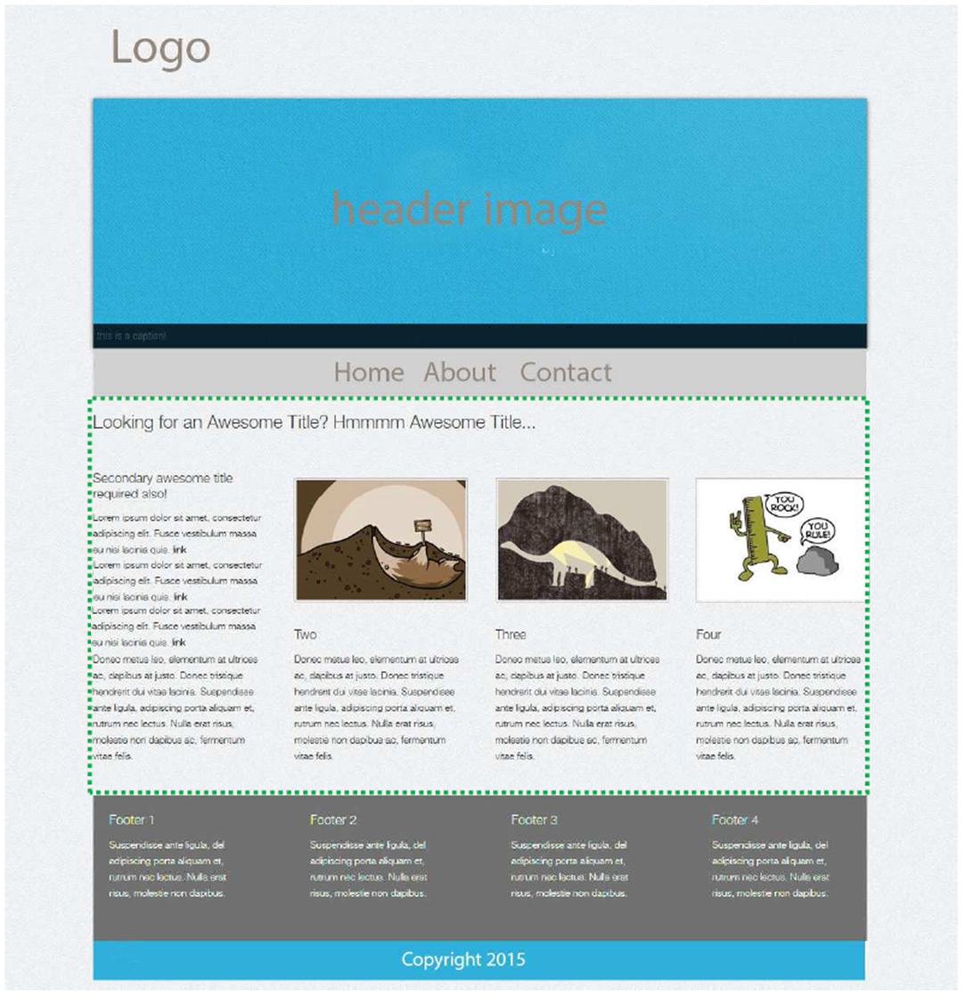 Logo
header image
this is a caption!
Home About Contact
Looking for an Awesome Title? Hmmmm Awesome Title...
Secondary awesome title
required also!
Lorem ipsum dolor sit amet, consectetur
adipiscing elit. Fusce vestibulum massa
eu nisi lacinia quis. link
Lorem ipsum dolor sit amet, consectetur
adipiscing elit. Fusce vestibulum massa
eu nisi lacinia quis. link
Lorem ipsum dolor sit amet, consectetur
adipiscing elit. Fusce vestibulum massa
eu nisi lacinia quis. link
Donec metus leo, elementum at ultrices
ac, dapibus at justo. Donec tristique
hendrerit dui vitae lacinia. Suspendisse
ante ligula, adipiscing porta aliquam et,
rutrum nec lectus. Nulla erat risus,
molestie non dapibus ac, fermentum
vitae felis.
Two
Donec metus leo, elementum at ultrices
ac, dapibus at justo. Donec tristique
hendrerit dui vitae lacinia. Suspendisse
ante ligula, adipiscing porta aliquam et,
rutrum nec lectus. Nulla erat risus,
molestie non dapibus ac, fermentum
vitae felis.
Three
Donec metus leo, elementum at ultrices
ac, dapibus at justo. Donec tristique
hendrerit dui vitae lacinia. Suspendisse
ante ligula, adipiscing porta aliquam et,
rutrum nec lectus. Nulla erat risus,
molestie non dapibus ac, fermentum
vitae felis.
YOU
ROCK!
YOU
RULE!
Four
Donec metus leo, elementum at ultrices
ac, dapibus at justo. Donec tristique
hendrerit dui vitae lacinia. Suspendisse
ante ligula, adipiscing porta aliquam et,
rutrum nec lectus. Nulla erat risus,
molestie non dapibus ac, fermentum
vitae felis.
Footer 1
Suspendisse ante ligula, del
adipiscing porta aliquam et,
rutrum nec lectus. Nulla erat
risus, molestie non dapibus.
Footer 2
Suspendisse ante ligula, del
adipiscing porta aliquam et,
rutrum nec lectus. Nulla erat
risus, molestie non dapibus.
Footer 3
Suspendisse ante ligula, del
adipiscing porta aliquam et,
rutrum nec lectus. Nulla erat
risus, molestie non dapibus.
Footer 4
Suspendisse ante ligula, del
adipiscing porta aliquam et,
rutrum nec lectus. Nulla erat
risus, molestie non dapibus.
Copyright 2015